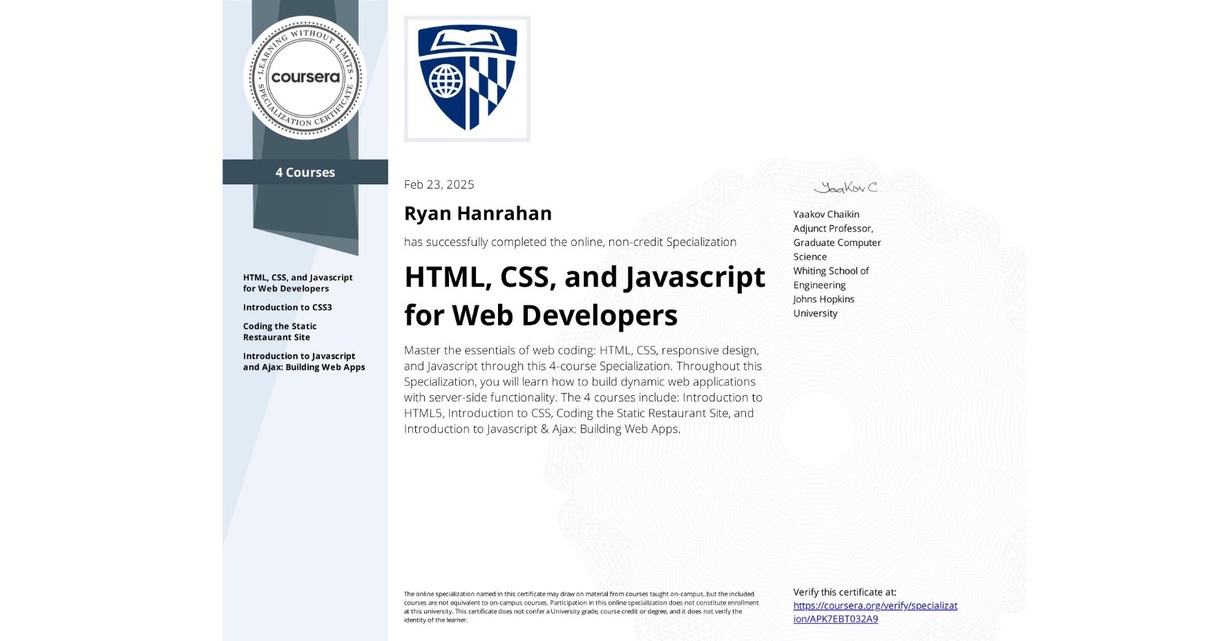 LEARNING WITHOUT LIMITS
coursera
SPECIALIZATION CERTIFICATE
4 Courses
HTML, CSS, and Javascript
for Web Developers
Introduction to CSS3
Coding the Static
Restaurant Site
Introduction to Javascript
and Ajax: Building Web Apps
Feb 23, 2025
Ryan Hanrahan
has successfully completed the online, non-credit Specialization
HTML, CSS, and Javascript
for Web Developers
Master the essentials of web coding: HTML, CSS, responsive design,
and Javascript through this 4-course Specialization. Throughout this
Specialization, you will learn how to build dynamic web applications
with server-side functionality. The 4 courses include: Introduction to
HTML5, Introduction to CSS, Coding the Static Restaurant Site, and
Introduction to Javascript & Ajax: Building Web Apps.
Yaakov C
Yaakov Chaikin
Adjunct Professor,
Graduate Computer
Science
Whiting School of
Engineering
Johns Hopkins
University
The online specialization named in this certificate may draw on material from courses taught on-campus, but the included
courses are not equivalent to on-campus courses. Participation in this online specialization does not constitute enrollment
at this university. This certificate does not confer a University grade, course credit or degree, and it does not verify the
identity of the learner.
Verify this certificate at:
https://coursera.org/verify/specializat
ion/APK7EBT032A9